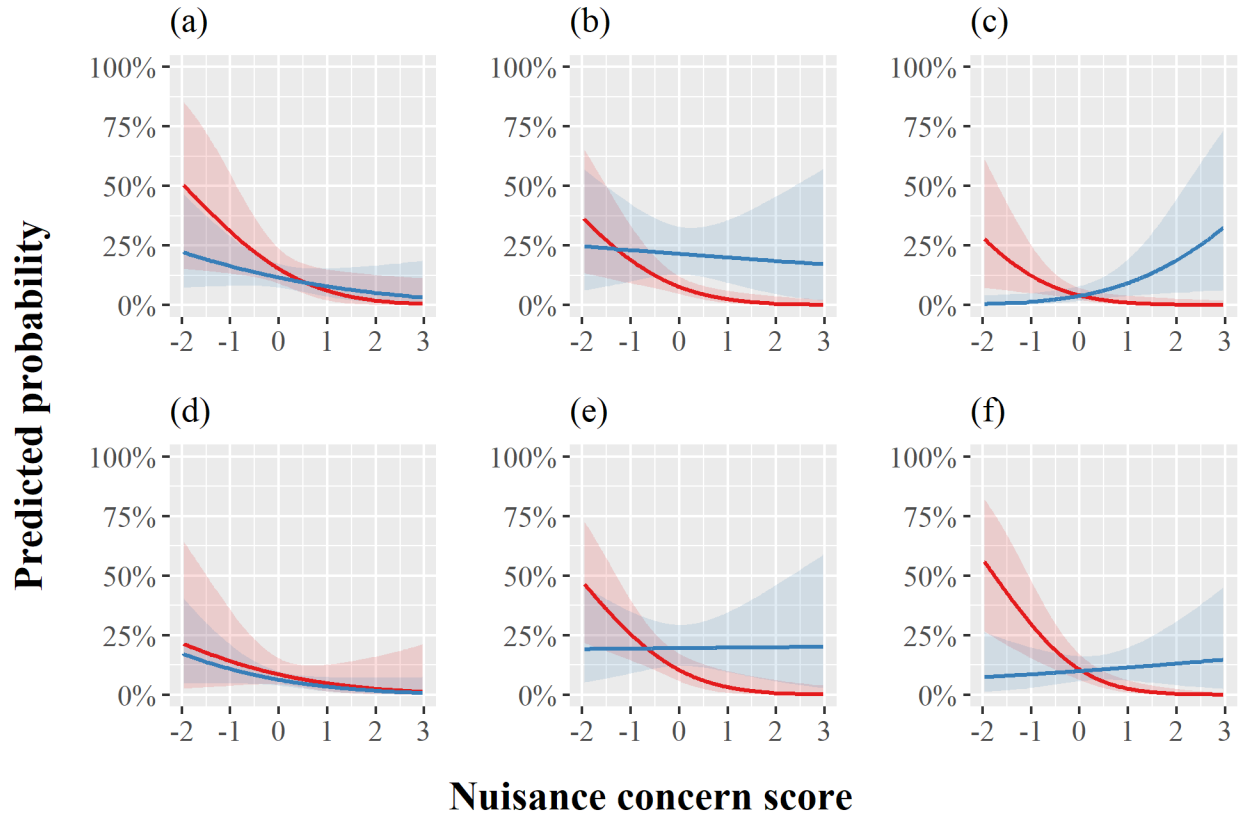 (a) (b) (c)
100% 100% 100%
75% 75% 75%
50% 50% 50%
25% 25% 25%
0% 0% 0%
-2 -1 0 1 2 3 -2 -1 0 1 2 3 -2 -1 0 1 2 3
Predicted probability
(d) (e) (f)
100% 100% 100%
75% 75% 75%
50% 50% 50%
25% 25% 25%
0% 0% 0%
-2 -1 0 1 2 3 -2 -1 0 1 2 3 -2 -1 0 1 2 3
Nuisance concern score